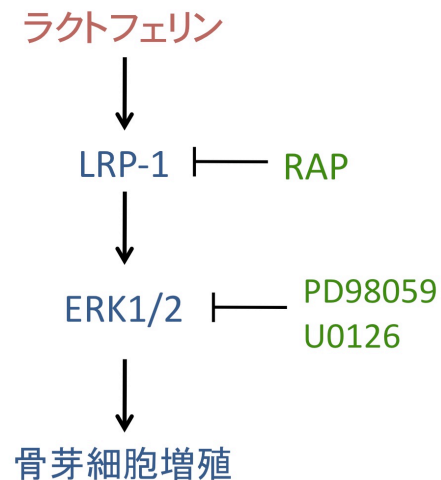 ラクトフェリン
LRP-1
RAP
ERK1/2
PD98059
U0126
骨芽細胞増殖